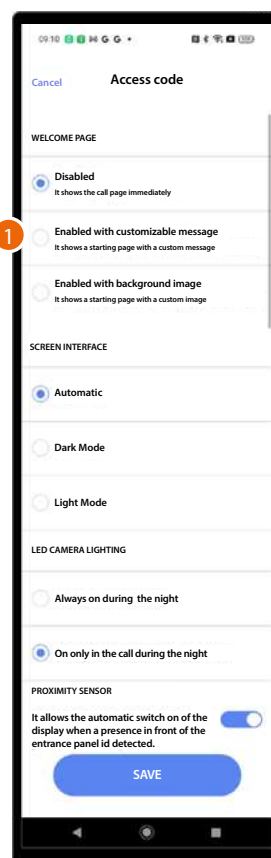 09:10 G G
Cancel
Access code
WELCOME PAGE
Disabled
It shows the call page immediately
1
Enabled with customizable message
It shows a starting page with a custom message
Enabled with background image
It shows a starting page with a custom image
SCREEN INTERFACE
Automatic
Dark Mode
Light Mode
LED CAMERA LIGHTING
Always on during the night
On only in the call during the night
PROXIMITY SENSOR
It allows the automatic switch on of the
display when a presence in front of the
entrance panel id detected.
SAVE